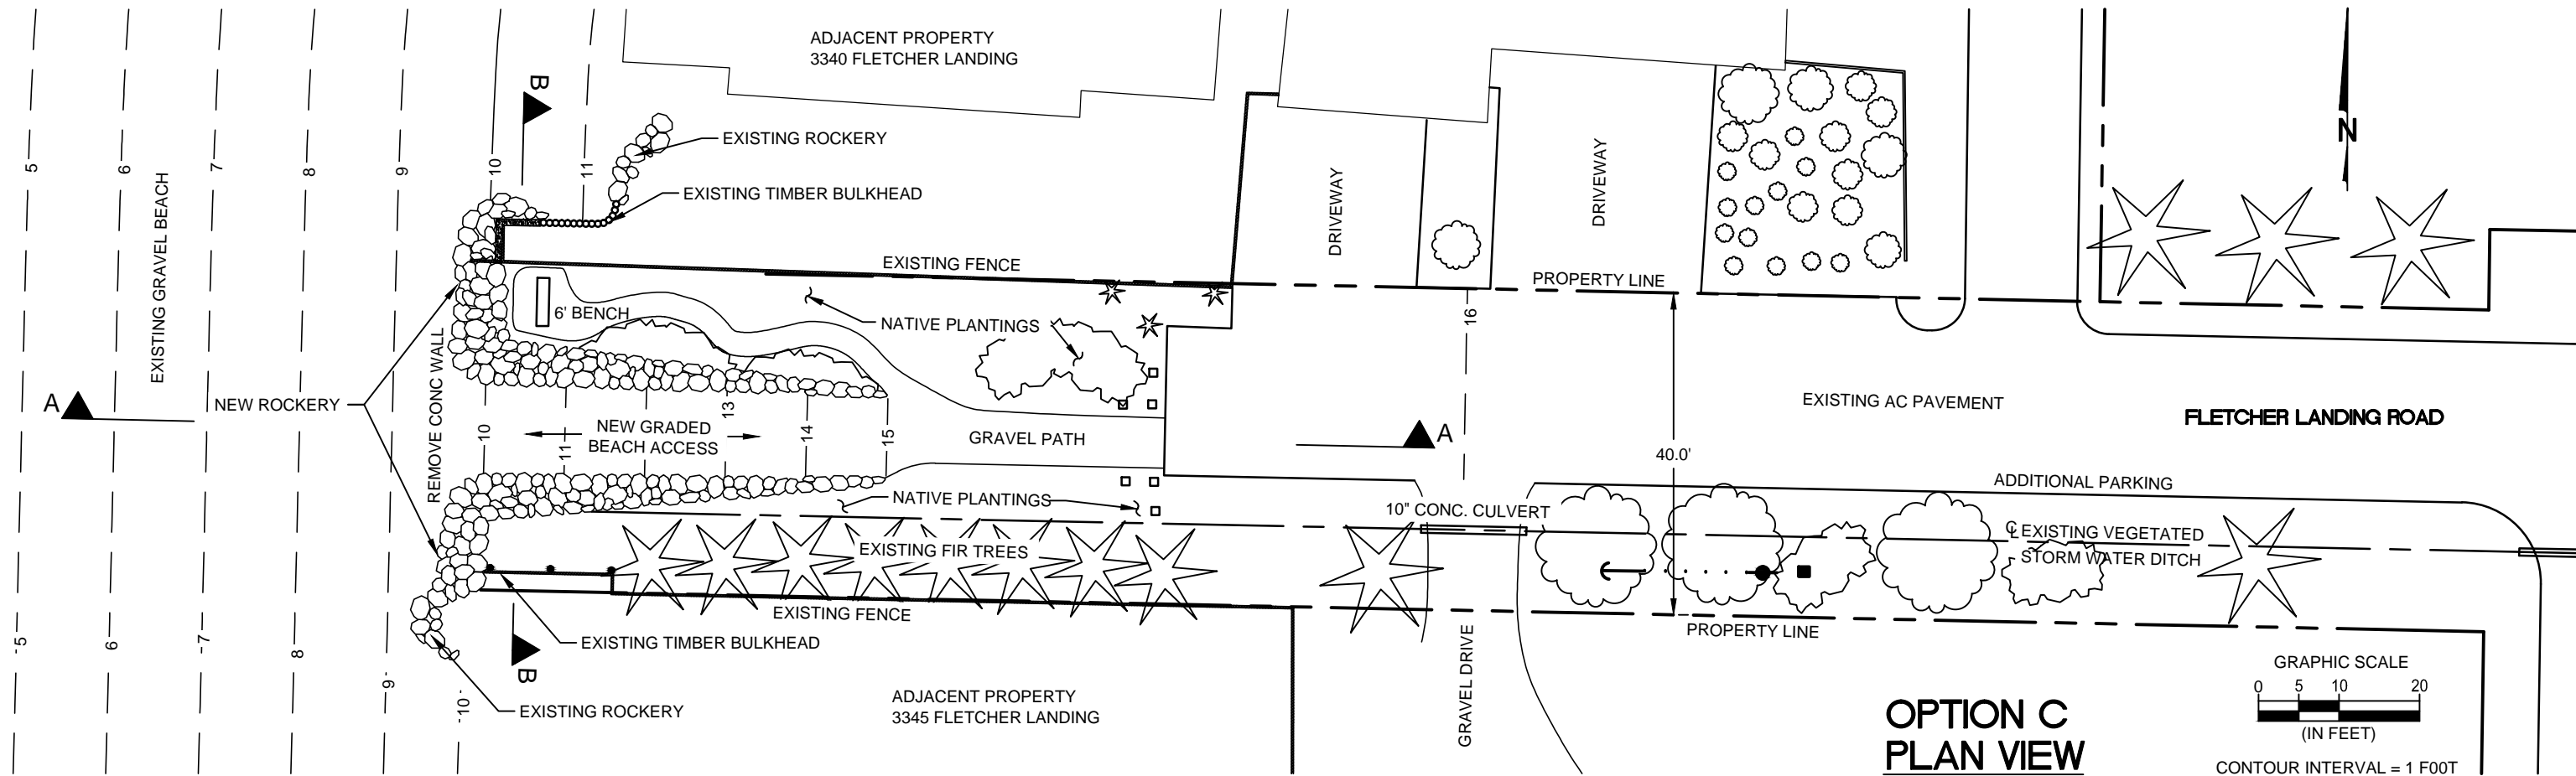 ADJACENT PROPERTY
3340 FLETCHER LANDING
B
EXISTING ROCKERY
EXISTING TIMBER BULKHEAD
5
6
7
8
9
10
11
EXISTING GRAVEL BEACH
DRIVEWAY
DRIVEWAY
N
EXISTING FENCE
PROPERTY LINE
6' BENCH
NATIVE PLANTINGS
16
REMOVE CONC WALL
NEW ROCKERY
A
A
10
11
13
14
15
NEW GRADED
BEACH ACCESS
GRAVEL PATH
EXISTING AC PAVEMENT
FLETCHER LANDING ROAD
40.0'
ADDITIONAL PARKING
NATIVE PLANTINGS
10" CONC. CULVERT
EXISTING FIR TREES
℄ EXISTING VEGETATED
STORM WATER DITCH
EXISTING FENCE
EXISTING TIMBER BULKHEAD
PROPERTY LINE
5
6
7
8
9
10
B
EXISTING ROCKERY
ADJACENT PROPERTY
3345 FLETCHER LANDING
GRAVEL DRIVE
OPTION C
PLAN VIEW
GRAPHIC SCALE
0 5 10 20
(IN FEET)
CONTOUR INTERVAL = 1 F00T